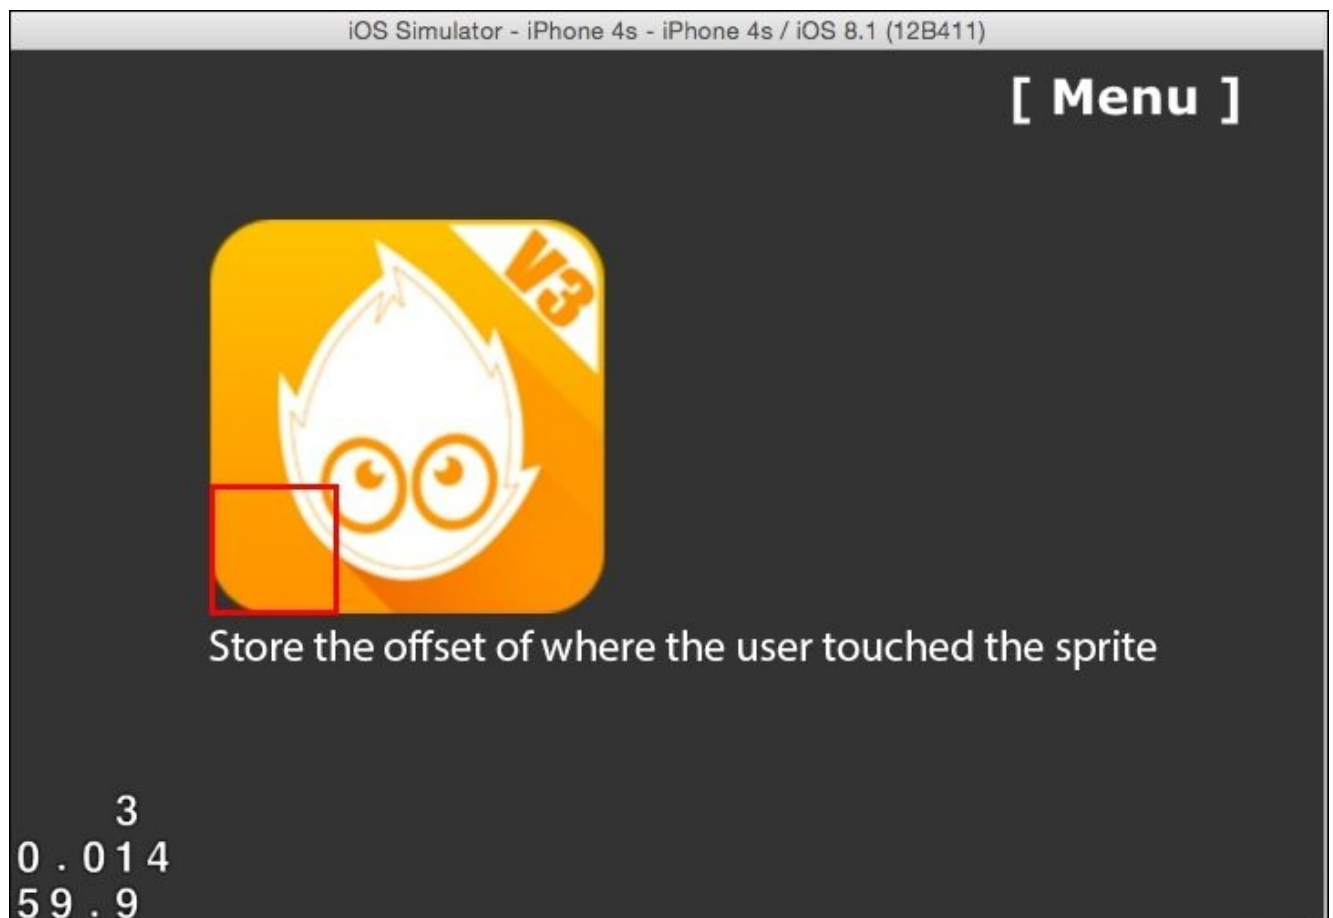 iOS Simulator - iPhone 4s - iPhone 4s / iOS 8.1 (12B411)
[ Menu ]
V3
Store the offset of where the user touched the sprite
3
0.014
59.9